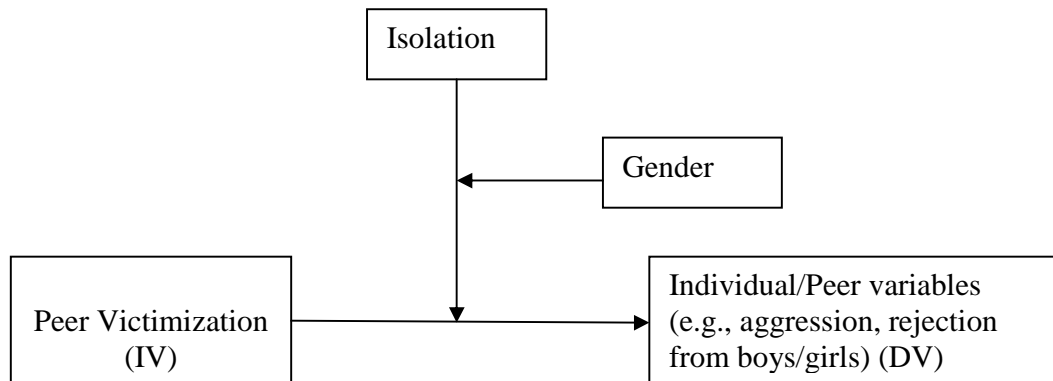 Isolation
Gender
Peer Victimization
(IV)
Individual/Peer variables
(e.g., aggression, rejection
from boys/girls) (DV)